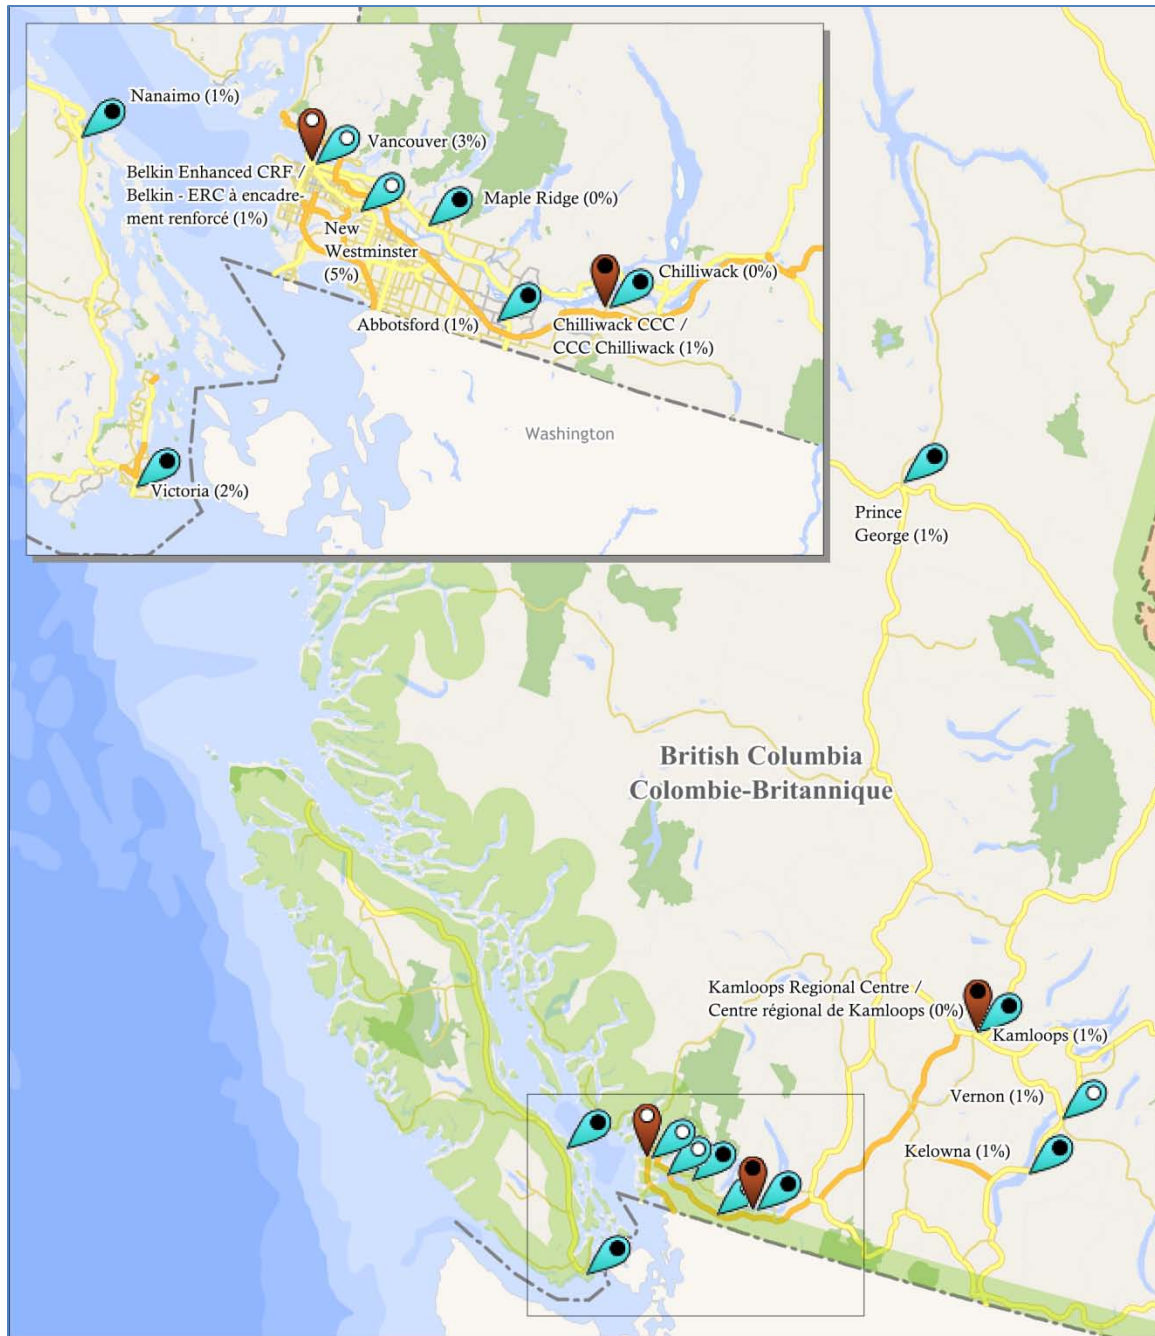 Nanaimo (1%)
Vancouver (3%)
Belkin Enhanced CRF /
Belkin - ERC à encadre-
ment renforcé (1%)
Maple Ridge (0%)
New
Westminster
(5%)
Chilliwack (0%)
Abbotsford (1%)
Chilliwack CCC /
CCC Chilliwack (1%)
Washington
Victoria (2%)
Prince
George (1%)
British Columbia
Colombie-Britannique
Kamloops Regional Centre /
Centre régional de Kamloops (0%)
Kamloops (1%)
Vernon (1%)
Kelowna (1%)